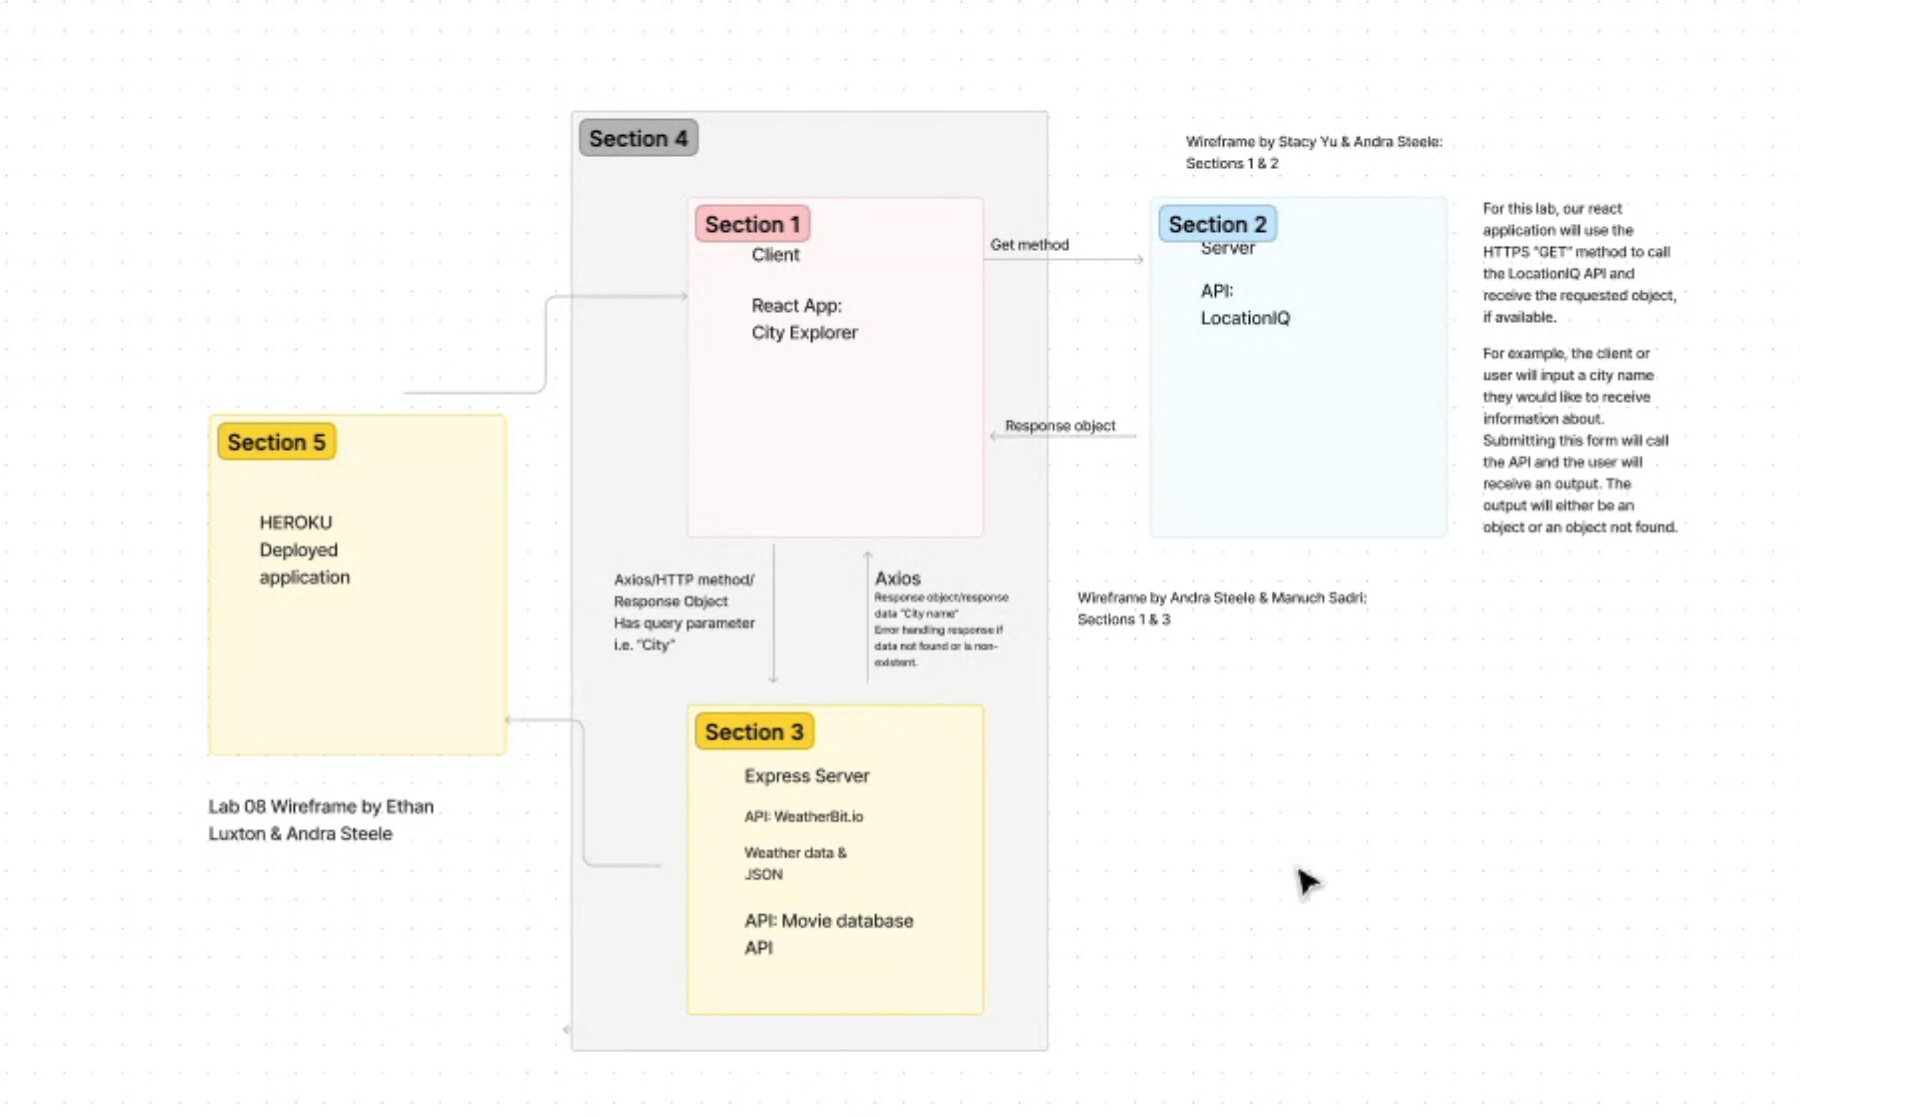 Section 4
Wireframe by Stacy Yu & Andra Steele:
Sections 1 & 2
Section 1
Client
React App:
City Explorer
Get method
Response object
Section 2
Server
API:
LocationIQ
For this lab, our react
application will use the
HTTPS "GET" method to call
the LocationIQ API and
receive the requested object,
if available.
For example, the client or
user will input a city name
they would like to receive
information about.
Submitting this form will call
the API and the user will
receive an output. The
output will either be an
object or an object not found.
Section 5
HEROKU
Deployed
application
Lab 08 Wireframe by Ethan
Luxton & Andra Steele
Axios/HTTP method/
Response Object
Has query parameter
i.e. "City"
Axios
Response object/response
data "City name"
Error handling response if
data not found or is non-
existent.
Wireframe by Andra Steele & Manuch Sadri:
Sections 1 & 3
Section 3
Express Server
API: WeatherBit.io
Weather data &
JSON
API: Movie database
API